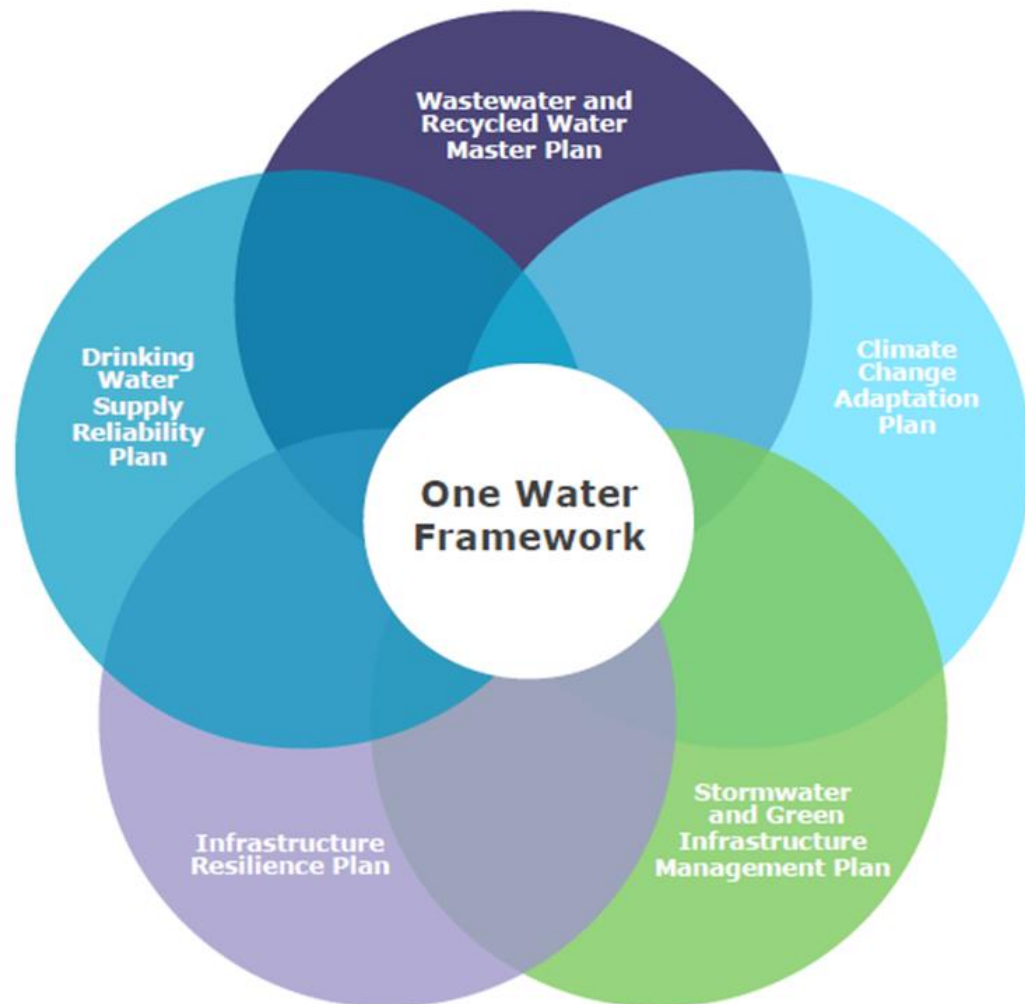 Wastewater and
Recycled Water
Master Plan
Drinking
Water
Supply
Reliability
Plan
Climate
Change
Adaptation
Plan
One Water
Framework
Infrastructure
Resilience Plan
Stormwater
and Green
Infrastructure
Management Plan